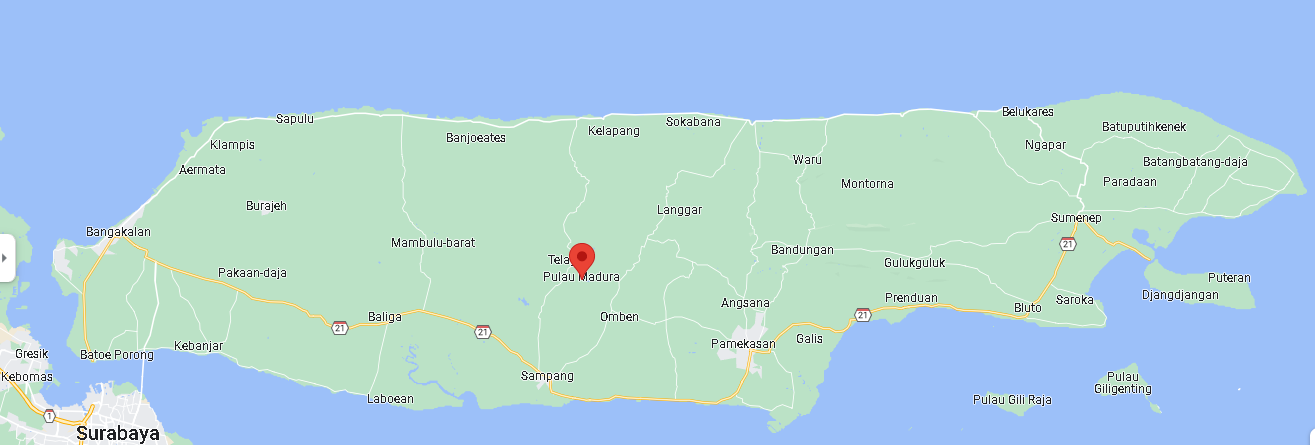 Belukares
Sapulu
Sokabana
Kelapang
Batuputihkenek
Banjoeates
Klampis
Ngapar
Waru
Batangbatang-daja
Aermata
Montorna
Paradaan
Burajeh
Langgar
Sumenep
Bangakalan
Mambulu-barat
21
Bandungan
Telaga
Gulukguluk
Pakaan-daja
Pulau Madura
Puteran
Djangdjangan
Prenduan
Saroka
Angsana
Bluto
Baliga
Omben
21
21
21
Galis
Pamekasan
Kebanjar
Gresik
Batoe Porong
Kebomas
Sampang
Pulau
Giligenting
Laboean
Pulau Gili Raja
1
Surabaya